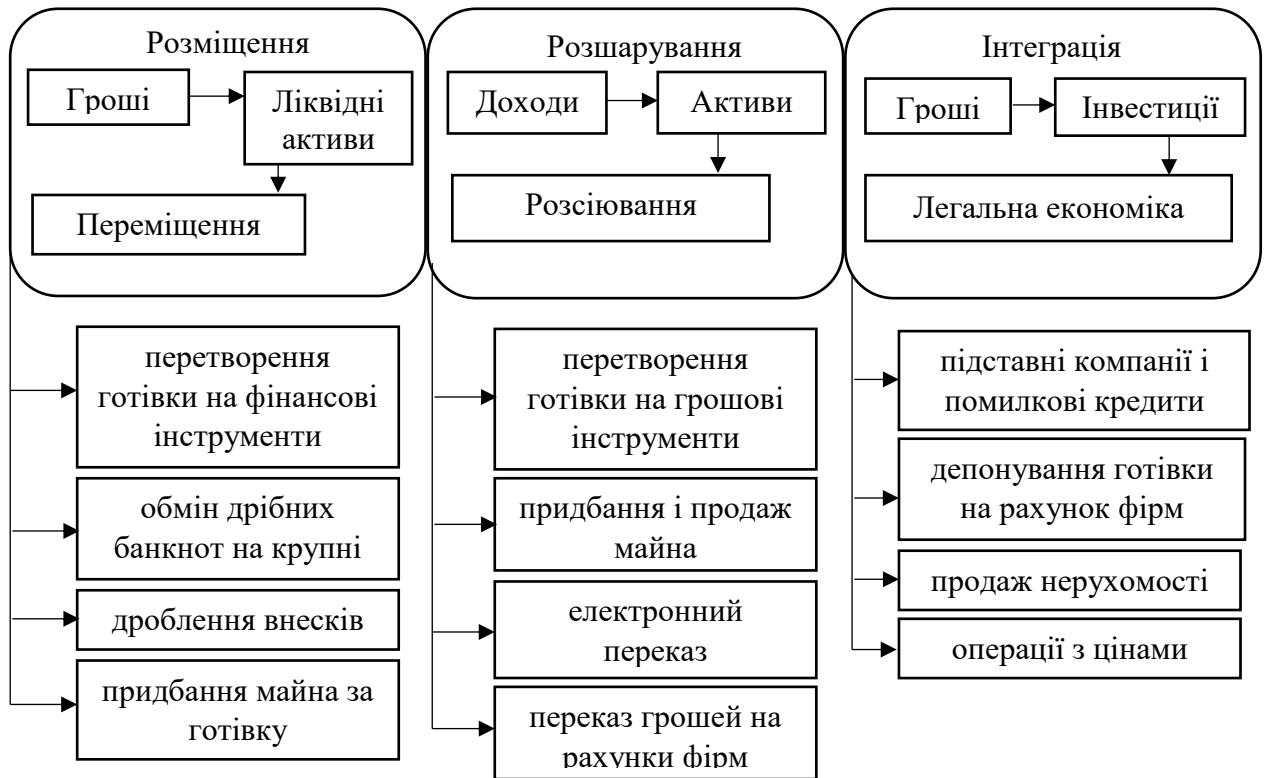 Розміщення
Гроші
Ліквідні
активи
Переміщення
перетворення
готівки на фінансові
інструменти
обмін дрібних
банкнот на крупні
дроблення внесків
придбання майна за
готівку
Розшарування
Доходи
Активи
Розсіювання
перетворення
готівки на грошові
інструменти
придбання і продаж
майна
електронний
переказ
переказ грошей на
рахунки фірм
Інтеграція
Гроші
Інвестиції
Легальна економіка
підставні компанії і
помилкові кредити
депонування готівки
на рахунок фірм
продаж нерухомості
операції з цінами